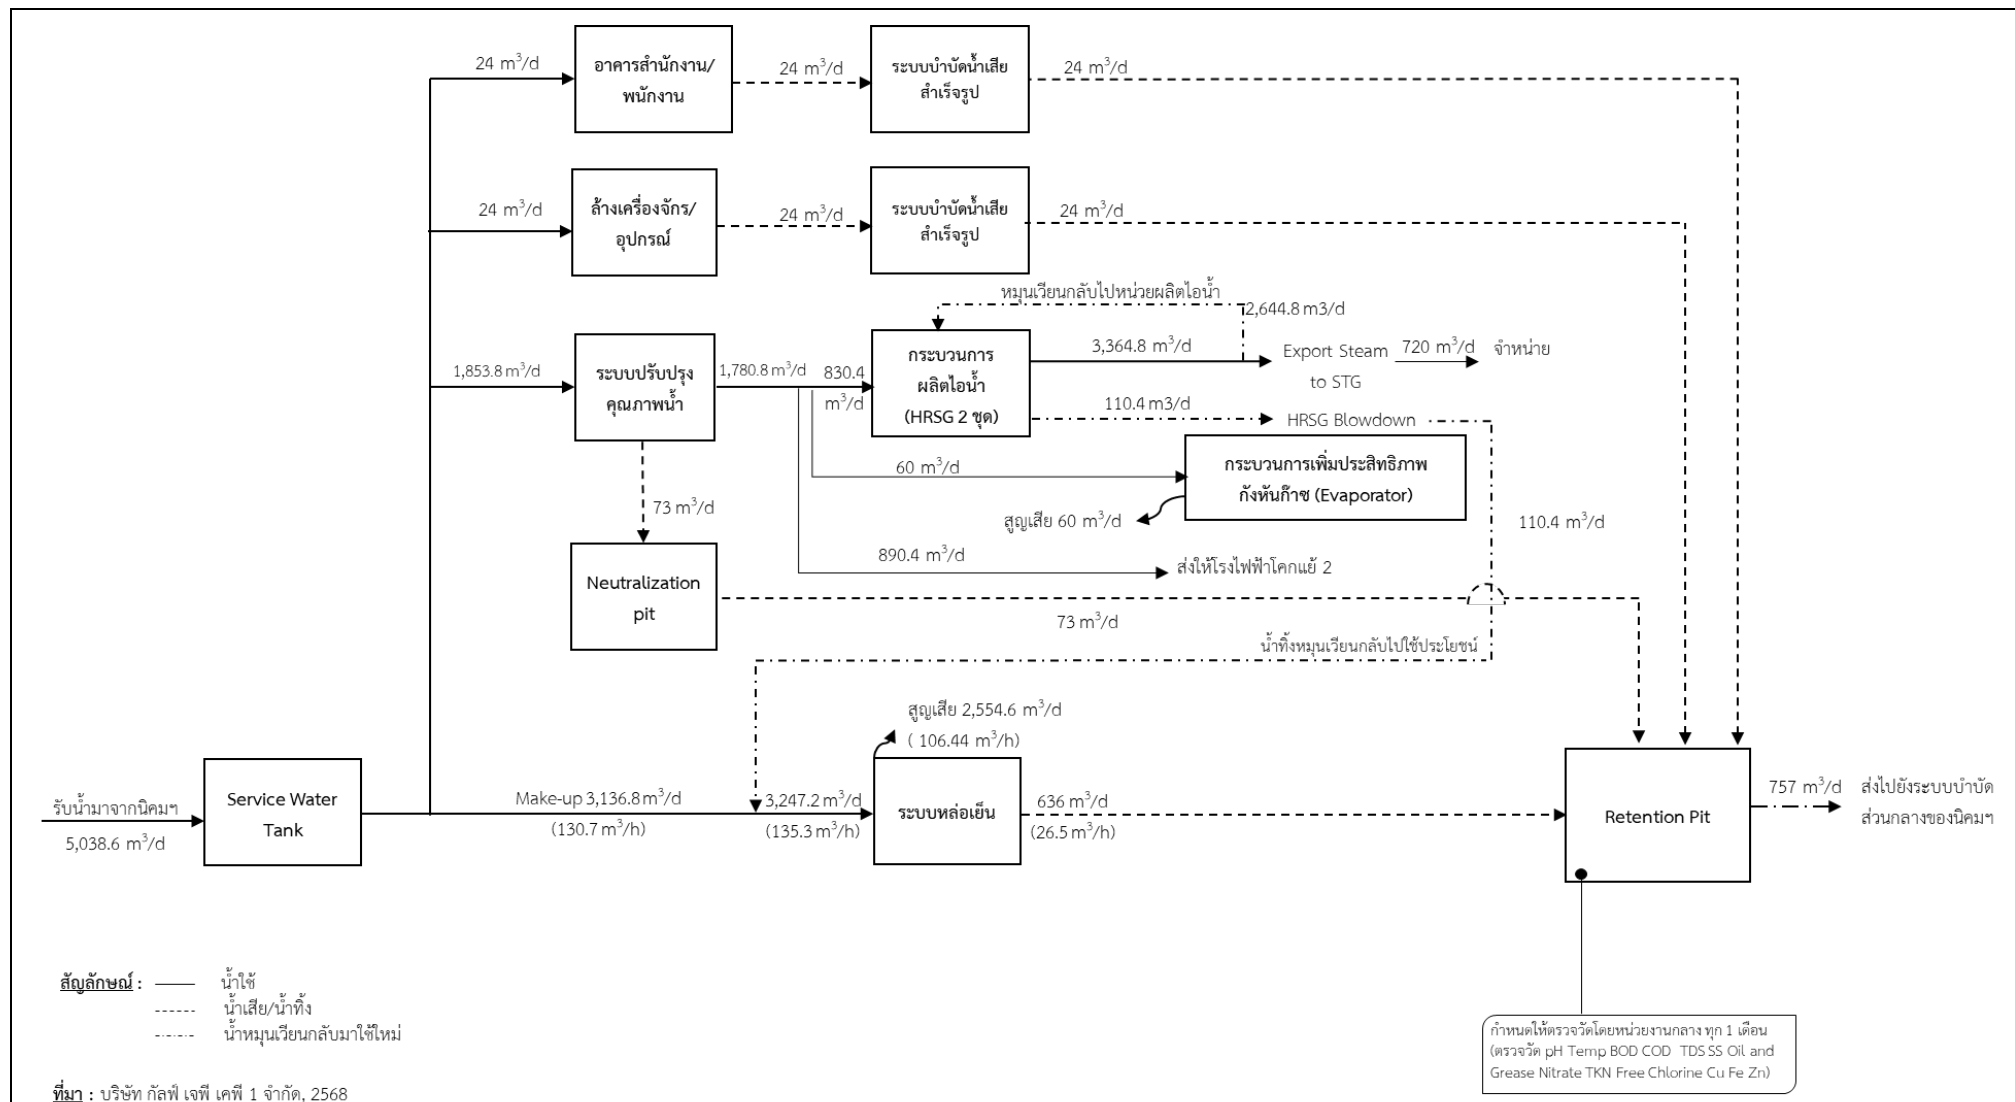 24 m³/d
อาคารสำนักงาน/
พนักงาน
24 m³/d
ระบบบำบัดน้ำเสีย
สำเร็จรูป
24 m³/d
24 m³/d
ล้างเครื่องจักร/
อุปกรณ์
24 m³/d
ระบบบำบัดน้ำเสีย
สำเร็จรูป
24 m³/d
หมุนเวียนกลับไปหน่วยผลิตไอน้ำ
2,644.8 m3/d
1,853.8 m³/d
ระบบปรับปรุง
คุณภาพน้ำ
1,780.8 m³/d
830.4
m³/d
กระบวนการ
ผลิตไอน้ำ
(HRSG 2 ชุด)
3,364.8 m³/d
Export Steam
to STG
720 m³/d
จำหน่าย
110.4 m3/d
HRSG Blowdown
60 m³/d
กระบวนการเพิ่มประสิทธิภาพ
กังหันก๊าซ (Evaporator)
สูญเสีย 60 m³/d
110.4 m³/d
73 m³/d
890.4 m³/d
ส่งให้โรงไฟฟ้าโคกแย้ 2
Neutralization
pit
73 m³/d
น้ำทิ้งหมุนเวียนกลับไปใช้ประโยชน์
สูญเสีย 2,554.6 m³/d
( 106.44 m³/h)
รับน้ำมาจากนิคมฯ
5,038.6 m³/d
Service Water
Tank
Make-up 3,136.8 m³/d
(130.7 m³/h)
3,247.2 m³/d
(135.3 m³/h)
ระบบหล่อเย็น
636 m³/d
(26.5 m³/h)
Retention Pit
757 m³/d
ส่งไปยังระบบบำบัด
ส่วนกลางของนิคมฯ
สัญลักษณ์ :
น้ำใช้
น้ำเสีย/น้ำทิ้ง
น้ำหมุนเวียนกลับมาใช้ใหม่
กำหนดให้ตรวจวัดโดยหน่วยงานกลาง ทุก 1 เดือน
(ตรวจวัด pH Temp BOD COD TDS SS Oil and
Grease Nitrate TKN Free Chlorine Cu Fe Zn)
ที่มา : บริษัท กัลฟ์ เจพี เคพี 1 จำกัด, 2568